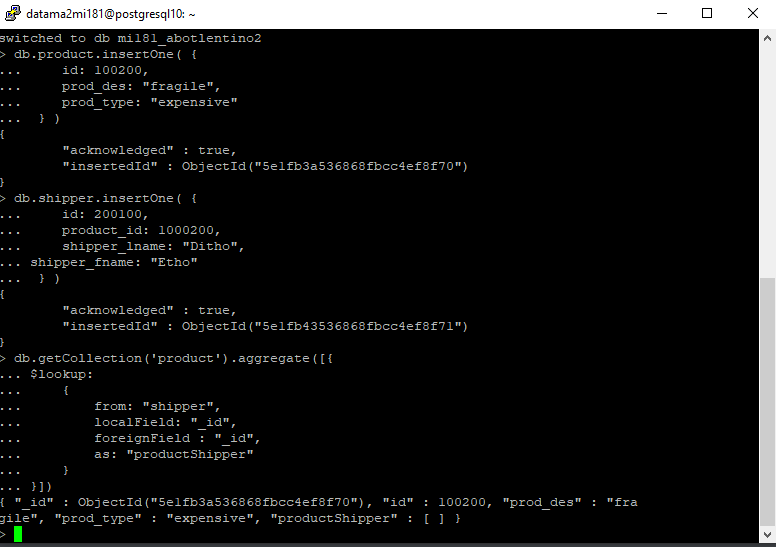 datama2mi181@postgresql10: ~
switched to db mi181_abotlentino2
> db.product.insertOne( {
...     id: 100200,
...     prod_des: "fragile",
...     prod_type: "expensive"
...  } )
{
        "acknowledged" : true,
        "insertedId" : ObjectId("5e1fb3a536868fbcc4ef8f70")
}
> db.shipper.insertOne( {
...     id: 200100,
...     product_id: 1000200,
...     shipper_lname: "Ditho",
... shipper_fname: "Etho"
...  } )
{
        "acknowledged" : true,
        "insertedId" : ObjectId("5e1fb43536868fbcc4ef8f71")
}
> db.getCollection('product').aggregate([{
... $lookup:
...     {
...         from: "shipper",
...         localField: "_id",
...         foreignField : "_id",
...         as: "productShipper"
...     }
... }])
{ "_id" : ObjectId("5e1fb3a536868fbcc4ef8f70"), "id" : 100200, "prod_des" : "fra
gile", "prod_type" : "expensive", "productShipper" : [ ] }
>